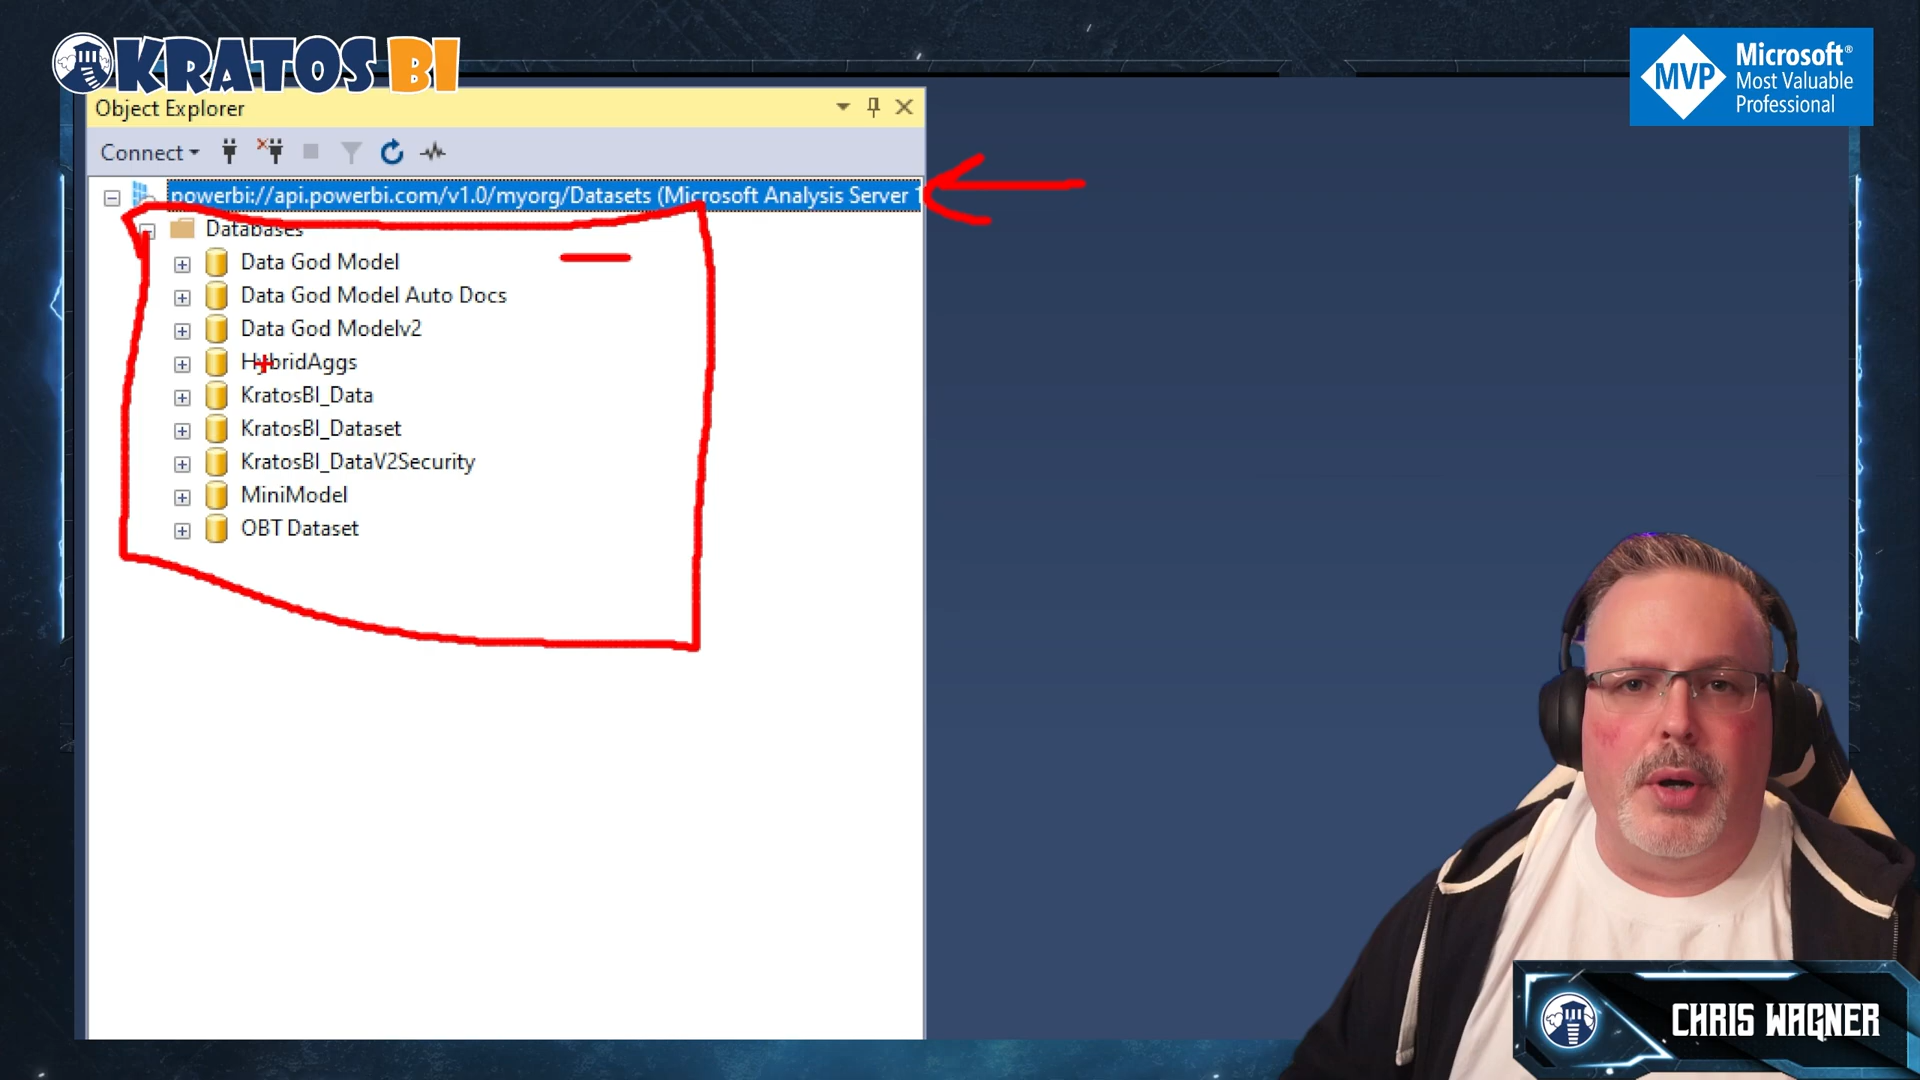 KRATOS BI
MVP
Microsoft®
Most Valuable
Professional
Object Explorer
Connect
powerbi://api.powerbi.com/v1.0/myorg/Datasets (Microsoft Analysis Server 1
Databases
Data God Model
Data God Model Auto Docs
Data God Modelv2
HybridAggs
KratosBI_Data
KratosBI_Dataset
KratosBI_DataV2Security
MiniModel
OBT Dataset
CHRIS WAGNER